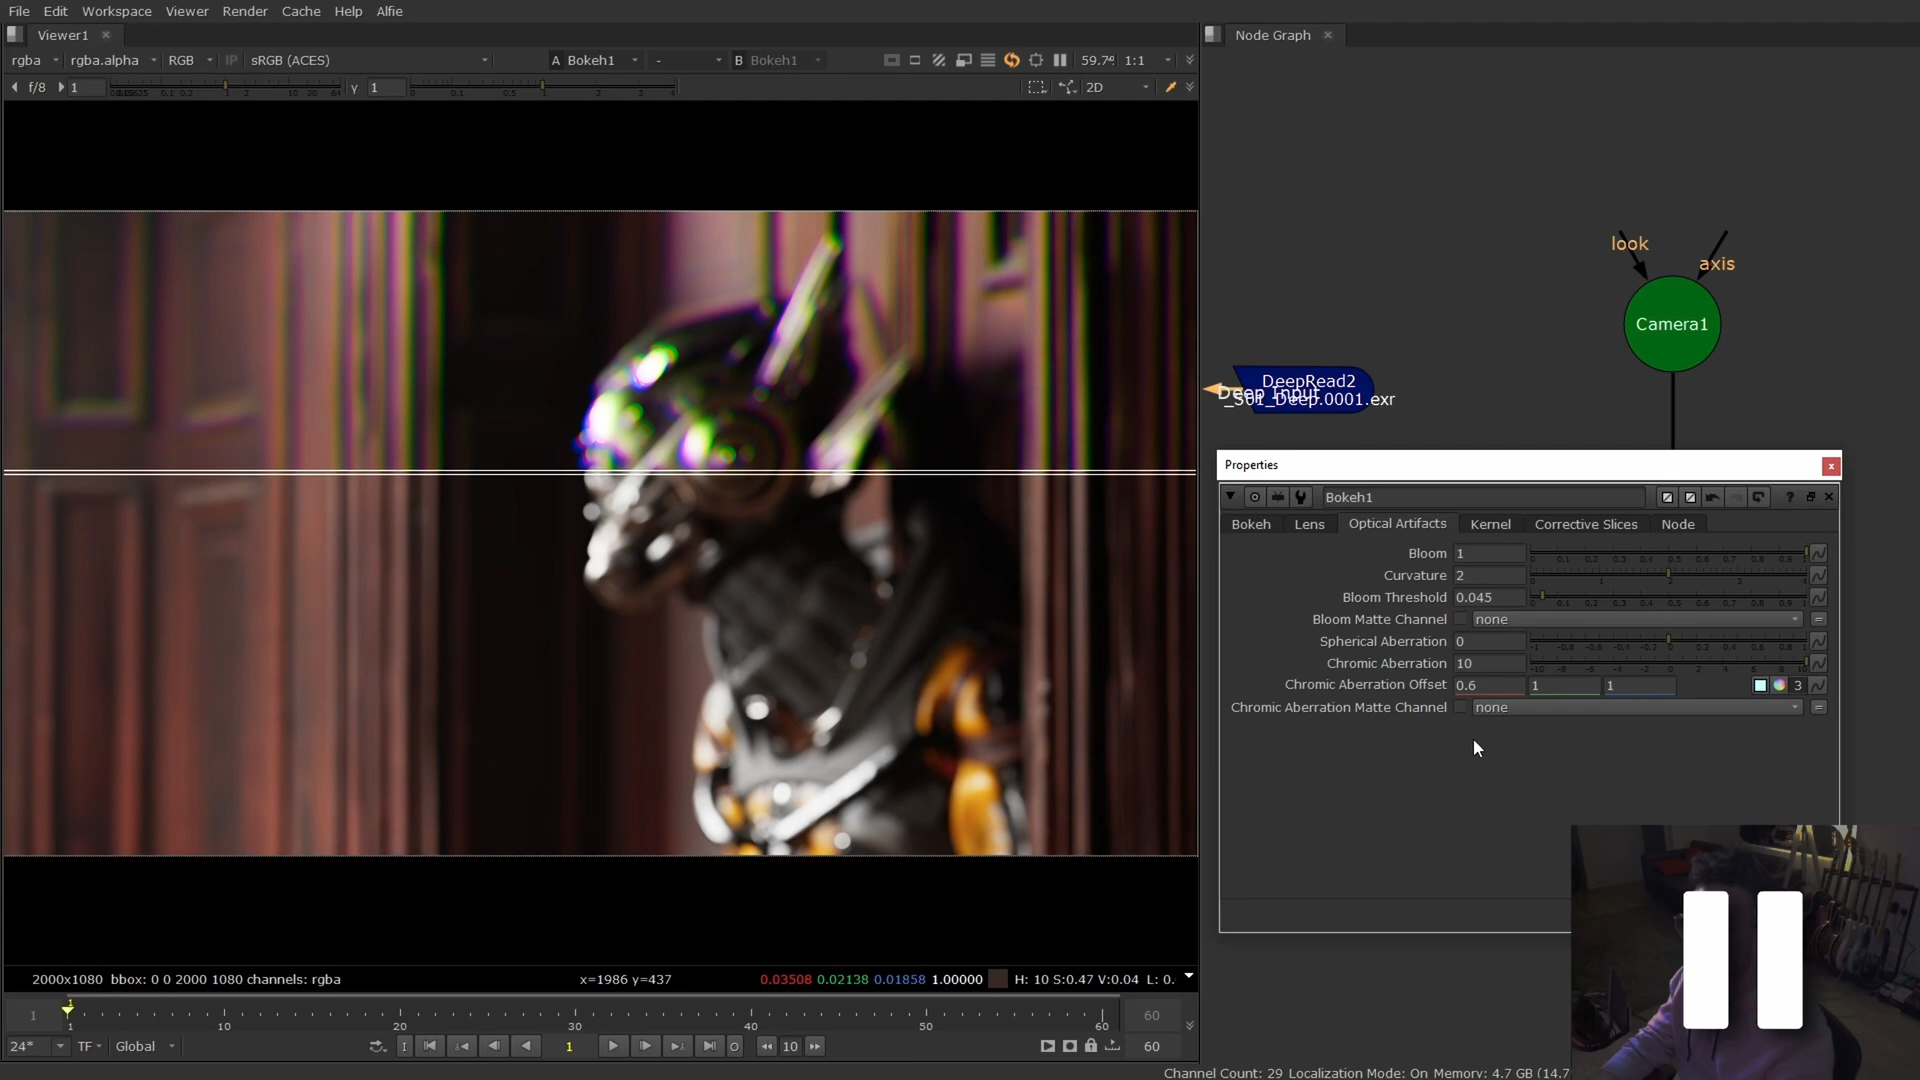 File Edit Workspace Viewer Render Cache Help Alfie
Viewer1
Node Graph
rgba rgba.alpha RGB IP sRGB (ACES) A Bokeh1 - B Bokeh1 1:1
f/8 1 y 1 2D
look
axis
Camera1
DeepRead2
Deep Input
_S01_Deep.0001.exr
Properties
Bokeh1
Bokeh Lens Optical Artifacts Kernel Corrective Slices Node
Bloom 1
Curvature 2
Bloom Threshold 0.045
Bloom Matte Channel none
Spherical Aberration 0
Chromic Aberration 10
Chromic Aberration Offset 0.6 1 1 3
Chromic Aberration Matte Channel none
2000x1080 bbox: 0 0 2000 1080 channels: rgba x=1986 y=437 0.03508 0.02138 0.01858 1.00000 H: 10 S:0.47 V:0.04 L: 0.
1 1 1 10 20 30 40 50 60 60
24* TF Global I 1 O 10 60
Channel Count: 29 Localization Mode: On Memory: 4.7 GB (14.7